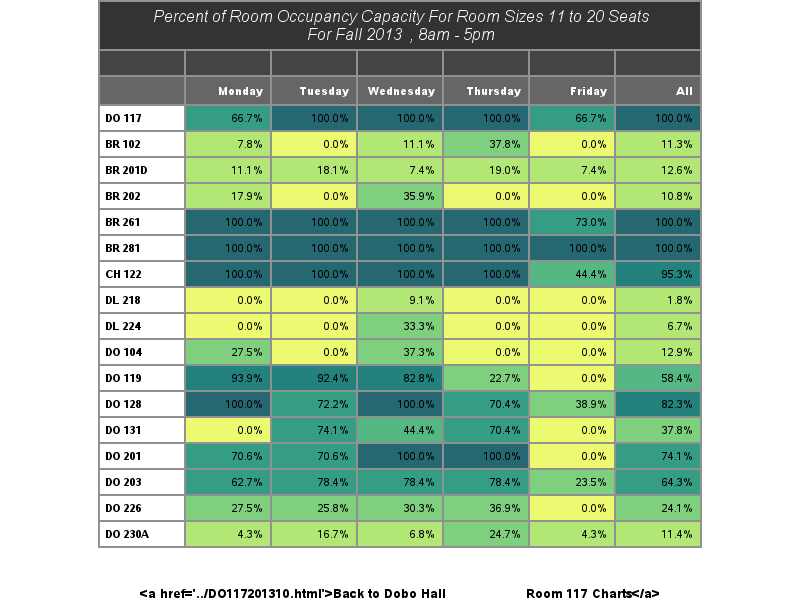 Percent of Room Occupancy Capacity For Room Sizes 11 to 20 Seats
For Fall 2013 , 8am - 5pm
Monday Tuesday Wednesday Thursday Friday All
DO 117 66.7% 100.0% 100.0% 100.0% 66.7% 100.0%
BR 102 7.8% 0.0% 11.1% 37.8% 0.0% 11.3%
BR 201D 11.1% 18.1% 7.4% 19.0% 7.4% 12.6%
BR 202 17.9% 0.0% 35.9% 0.0% 0.0% 10.8%
BR 261 100.0% 100.0% 100.0% 100.0% 73.0% 100.0%
BR 281 100.0% 100.0% 100.0% 100.0% 100.0% 100.0%
CH 122 100.0% 100.0% 100.0% 100.0% 44.4% 95.3%
DL 218 0.0% 0.0% 9.1% 0.0% 0.0% 1.8%
DL 224 0.0% 0.0% 33.3% 0.0% 0.0% 6.7%
DO 104 27.5% 0.0% 37.3% 0.0% 0.0% 12.9%
DO 119 93.9% 92.4% 82.8% 22.7% 0.0% 58.4%
DO 128 100.0% 72.2% 100.0% 70.4% 38.9% 82.3%
DO 131 0.0% 74.1% 44.4% 70.4% 0.0% 37.8%
DO 201 70.6% 70.6% 100.0% 100.0% 0.0% 74.1%
DO 203 62.7% 78.4% 78.4% 78.4% 23.5% 64.3%
DO 226 27.5% 25.8% 30.3% 36.9% 0.0% 24.1%
DO 230A 4.3% 16.7% 6.8% 24.7% 4.3% 11.4%
<a href='../DO117201310.html'>Back to Dobo Hall Room 117 Charts</a>